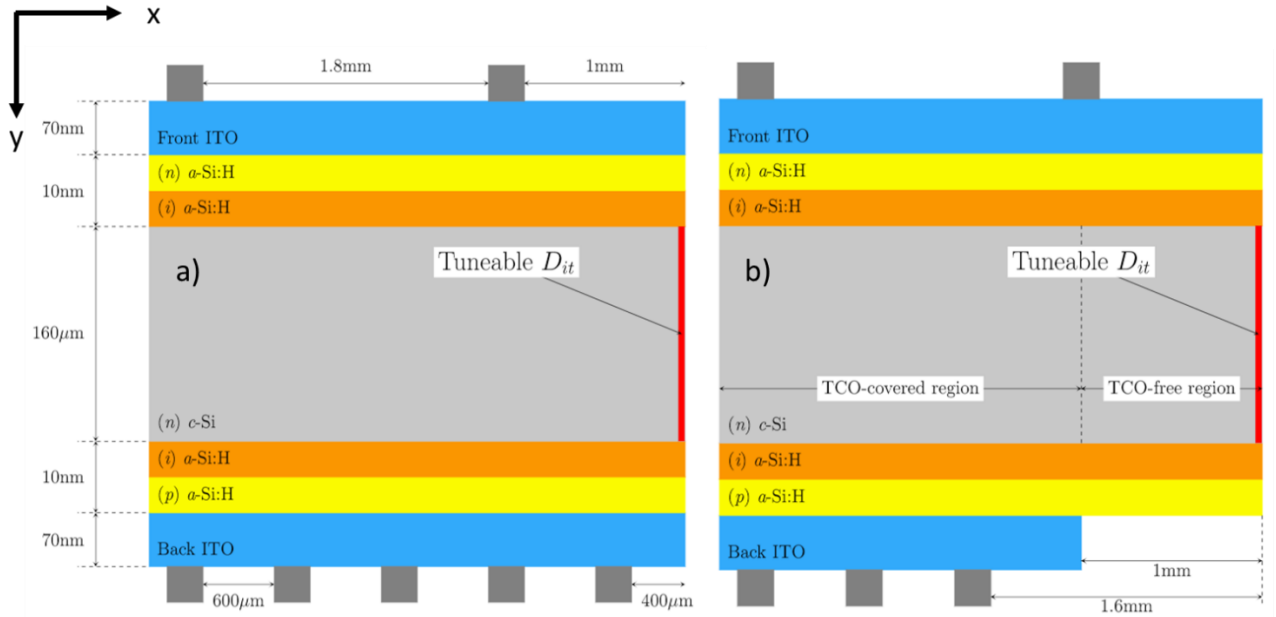 x
y
1.8mm
1mm
70nm
Front ITO
10nm
(n) a-Si:H
(i) a-Si:H
Tuneable D_it
a)
160μm
(n) c-Si
10nm
(i) a-Si:H
(p) a-Si:H
70nm
Back ITO
600μm
400μm
Front ITO
(n) a-Si:H
(i) a-Si:H
Tuneable D_it
b)
TCO-covered region
TCO-free region
(n) c-Si
(i) a-Si:H
(p) a-Si:H
Back ITO
1mm
1.6mm